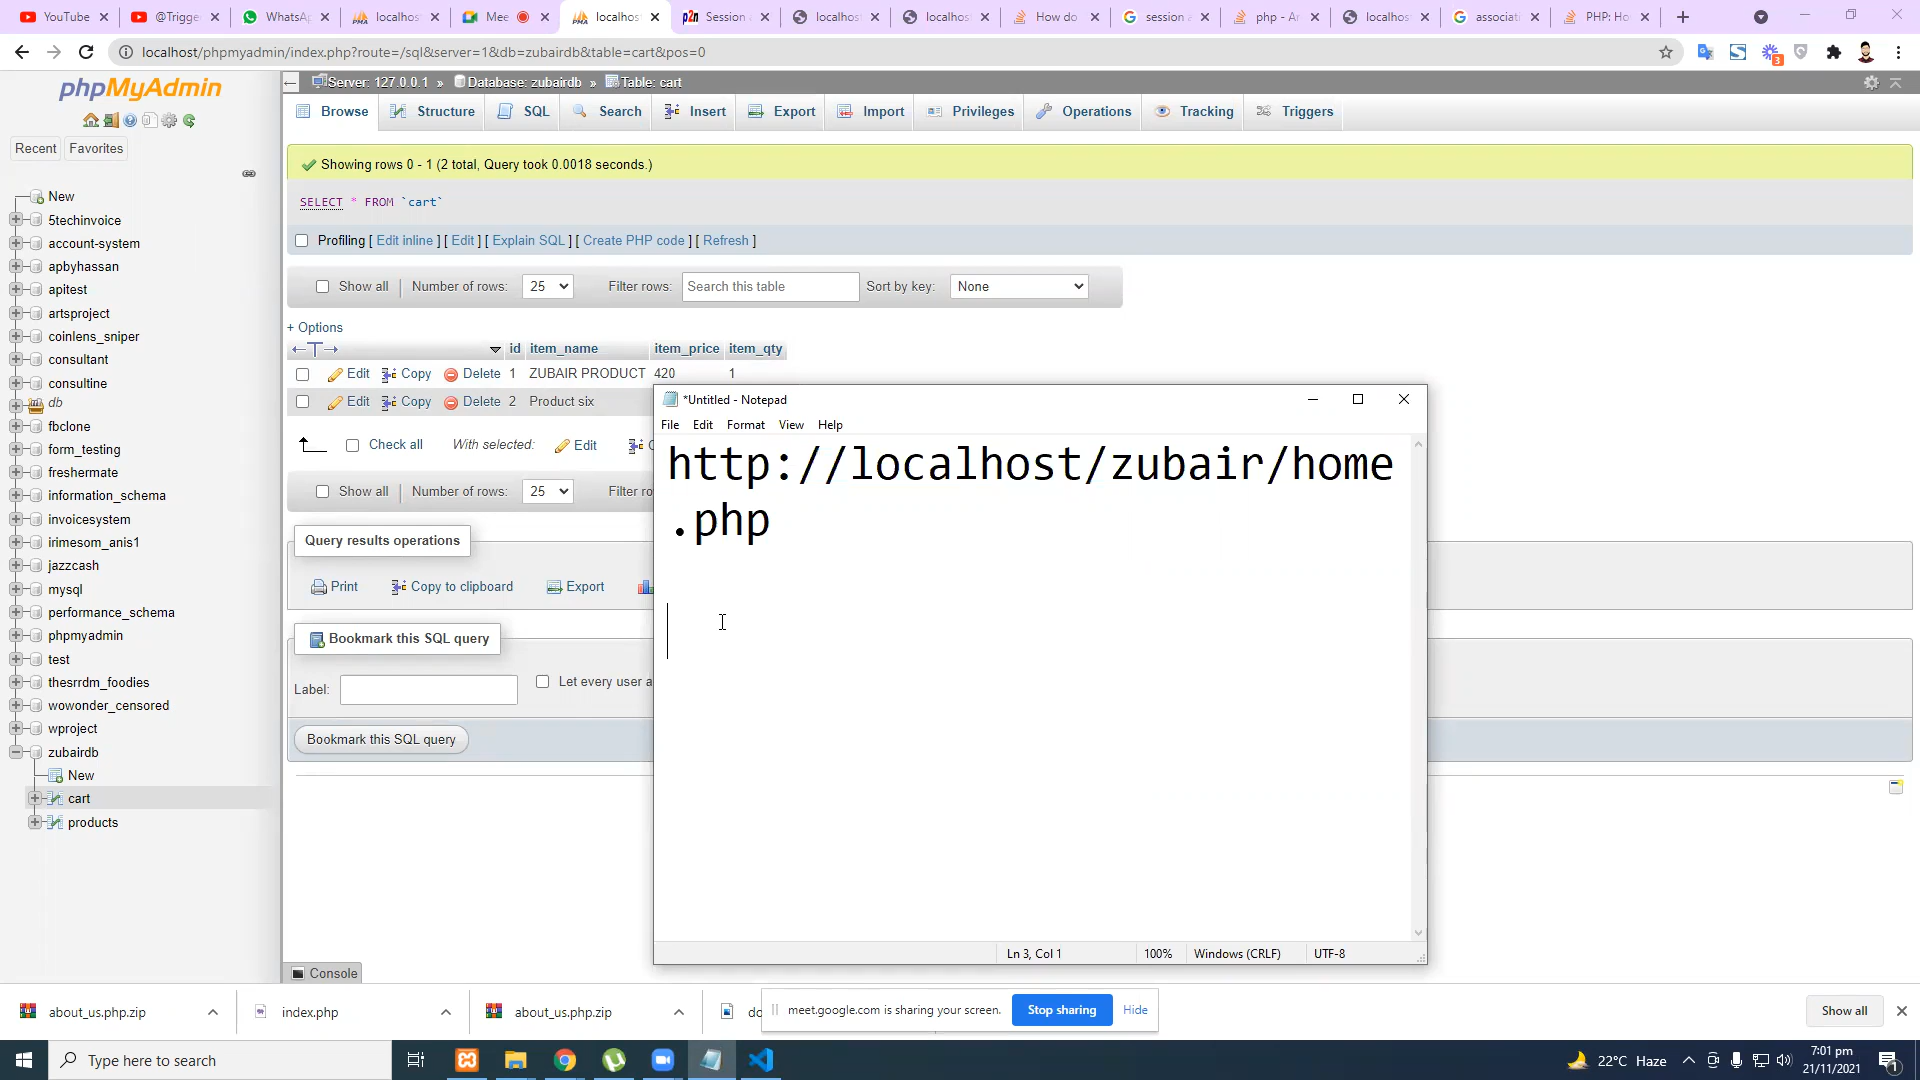 YouTube
@Trigge
WhatsA
localhos
Mee
localhos
Session a
localhos
localhos
How do
session a
php - Ar
localhos
associati
PHP: Ho
localhost/phpmyadmin/index.php?route=/sql&server=1&db=zubairdb&table=cart&pos=0
3
phpMyAdmin
Recent
Favorites
New
5techinvoice
account-system
apbyhassan
apitest
artsproject
coinlens_sniper
consultant
consultine
db
fbclone
form_testing
freshermate
information_schema
invoicesystem
irimesom_anis1
jazzcash
mysql
performance_schema
phpmyadmin
test
thesrrdm_foodies
wowonder_censored
wproject
zubairdb
New
cart
products
Server: 127.0.0.1 » Database: zubairdb » Table: cart
Browse Structure SQL Search Insert Export Import Privileges Operations Tracking Triggers
Showing rows 0 - 1 (2 total, Query took 0.0018 seconds.)
SELECT * FROM `cart`
Profiling [ Edit inline ] [ Edit ] [ Explain SQL ] [ Create PHP code ] [ Refresh ]
Show all Number of rows: 25 Filter rows: Search this table Sort by key: None
+ Options
id item_name item_price item_qty
Edit Copy Delete 1 ZUBAIR PRODUCT 420 1
Edit Copy Delete 2 Product six
Check all With selected: Edit
Show all Number of rows: 25 Filter ro
Query results operations
Print Copy to clipboard Export
Bookmark this SQL query
Label: Let every user a
Bookmark this SQL query
Console
*Untitled - Notepad
File Edit Format View Help
http://localhost/zubair/home
.php
Ln 3, Col 1 100% Windows (CRLF) UTF-8
about_us.php.zip
index.php
about_us.php.zip
meet.google.com is sharing your screen.
Stop sharing
Hide
Show all
Type here to search
22°C Haze
7:01 pm
21/11/2021
1